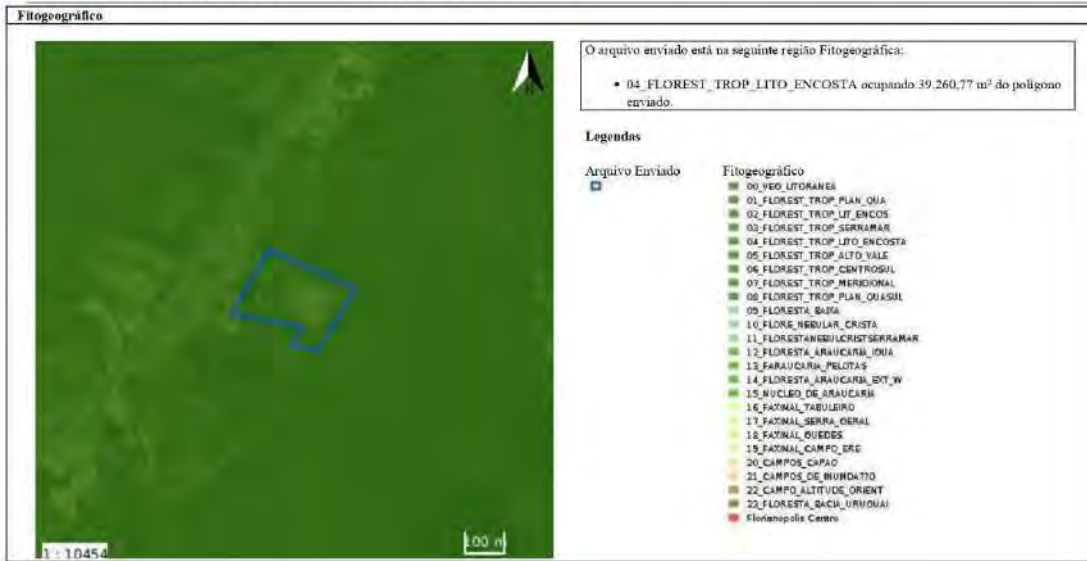 Fitogeográfico
O arquivo enviado está na seguinte região Fitogeográfica:
• 04_FLOREST_TROP_LITO_ENCOSTA ocupando 39.260,77 m² do polígono
enviado.
Legendas
Arquivo Enviado
Fitogeográfico
00_VEG_LITORANEA
01_FLOREST_TROP_PLAN_QUA
02_FLOREST_TROP_LIT_ENCOS
03_FLOREST_TROP_SERRAMAR
04_FLOREST_TROP_LITO_ENCOSTA
05_FLOREST_TROP_ALTO_VALE
06_FLOREST_TROP_CENTROSUL
07_FLOREST_TROP_MERIDIONAL
08_FLOREST_TROP_PLAN_QUASUL
09_FLORESTA_BAIXA
10_FLORE_NEBULAR_CRISTA
11_FLORESTANEBULCRISTSERRAMAR
12_FLORESTA_ARAUCARIA_IQUA
13_FARAUCARIA_PELOTAS
14_FLORESTA_ARAUCARIA_EXT_W
15_NUCLEO_DE_ARAUCARIA
16_FAXINAL_TABULEIRO
17_FAXINAL_SERRA_GERAL
18_FAXINAL_GUEDES
19_FAXINAL_CAMPO_ERE
20_CAMPOS_CAPAO
21_CAMPOS_DE_INUNDATIO
22_CAMPO_ALTITUDE_ORIENT
23_FLORESTA_BACIA_URUGUAI
Florianopolis Centro
1 : 10454
100 m